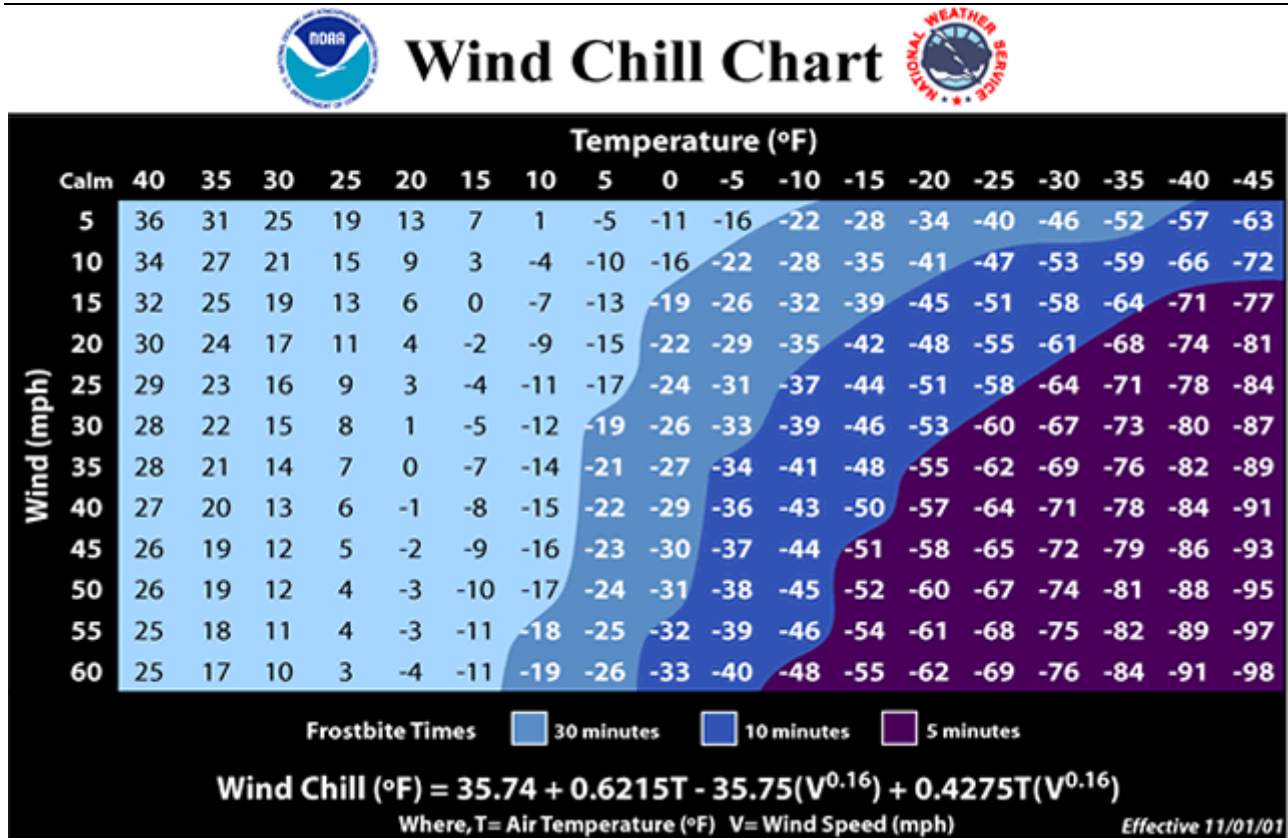 NOAA
NATIONAL OCEANIC AND ATMOSPHERIC ADMINISTRATION
U.S. DEPARTMENT OF COMMERCE
Wind Chill Chart
NATIONAL WEATHER SERVICE
Temperature (ºF)
Calm 40 35 30 25 20 15 10 5 0 -5 -10 -15 -20 -25 -30 -35 -40 -45
Wind (mph)
5 36 31 25 19 13 7 1 -5 -11 -16 -22 -28 -34 -40 -46 -52 -57 -63
10 34 27 21 15 9 3 -4 -10 -16 -22 -28 -35 -41 -47 -53 -59 -66 -72
15 32 25 19 13 6 0 -7 -13 -19 -26 -32 -39 -45 -51 -58 -64 -71 -77
20 30 24 17 11 4 -2 -9 -15 -22 -29 -35 -42 -48 -55 -61 -68 -74 -81
25 29 23 16 9 3 -4 -11 -17 -24 -31 -37 -44 -51 -58 -64 -71 -78 -84
30 28 22 15 8 1 -5 -12 -19 -26 -33 -39 -46 -53 -60 -67 -73 -80 -87
35 28 21 14 7 0 -7 -14 -21 -27 -34 -41 -48 -55 -62 -69 -76 -82 -89
40 27 20 13 6 -1 -8 -15 -22 -29 -36 -43 -50 -57 -64 -71 -78 -84 -91
45 26 19 12 5 -2 -9 -16 -23 -30 -37 -44 -51 -58 -65 -72 -79 -86 -93
50 26 19 12 4 -3 -10 -17 -24 -31 -38 -45 -52 -60 -67 -74 -81 -88 -95
55 25 18 11 4 -3 -11 -18 -25 -32 -39 -46 -54 -61 -68 -75 -82 -89 -97
60 25 17 10 3 -4 -11 -19 -26 -33 -40 -48 -55 -62 -69 -76 -84 -91 -98
Frostbite Times 30 minutes 10 minutes 5 minutes
Wind Chill (ºF) = 35.74 + 0.6215T - 35.75(V^0.16) + 0.4275T(V^0.16)
Where, T= Air Temperature (ºF) V= Wind Speed (mph) Effective 11/01/01